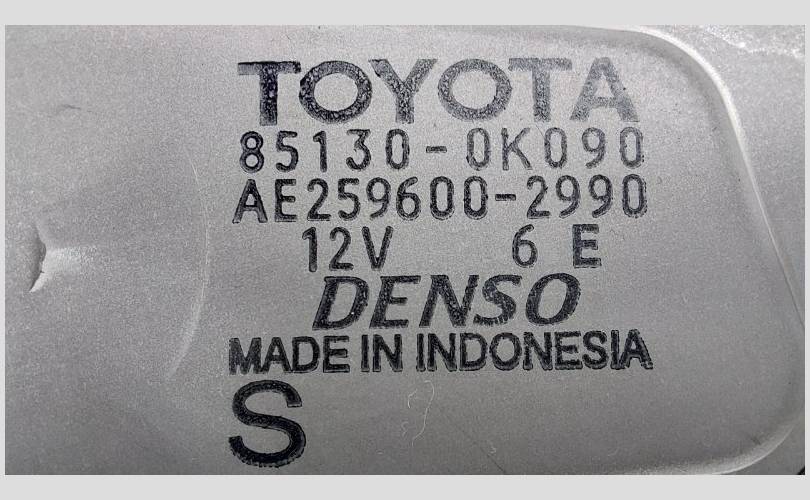 TOYOTA
85130-0K090
AE259600-2990
12V 6 E
DENSO
MADE IN INDONESIA
S